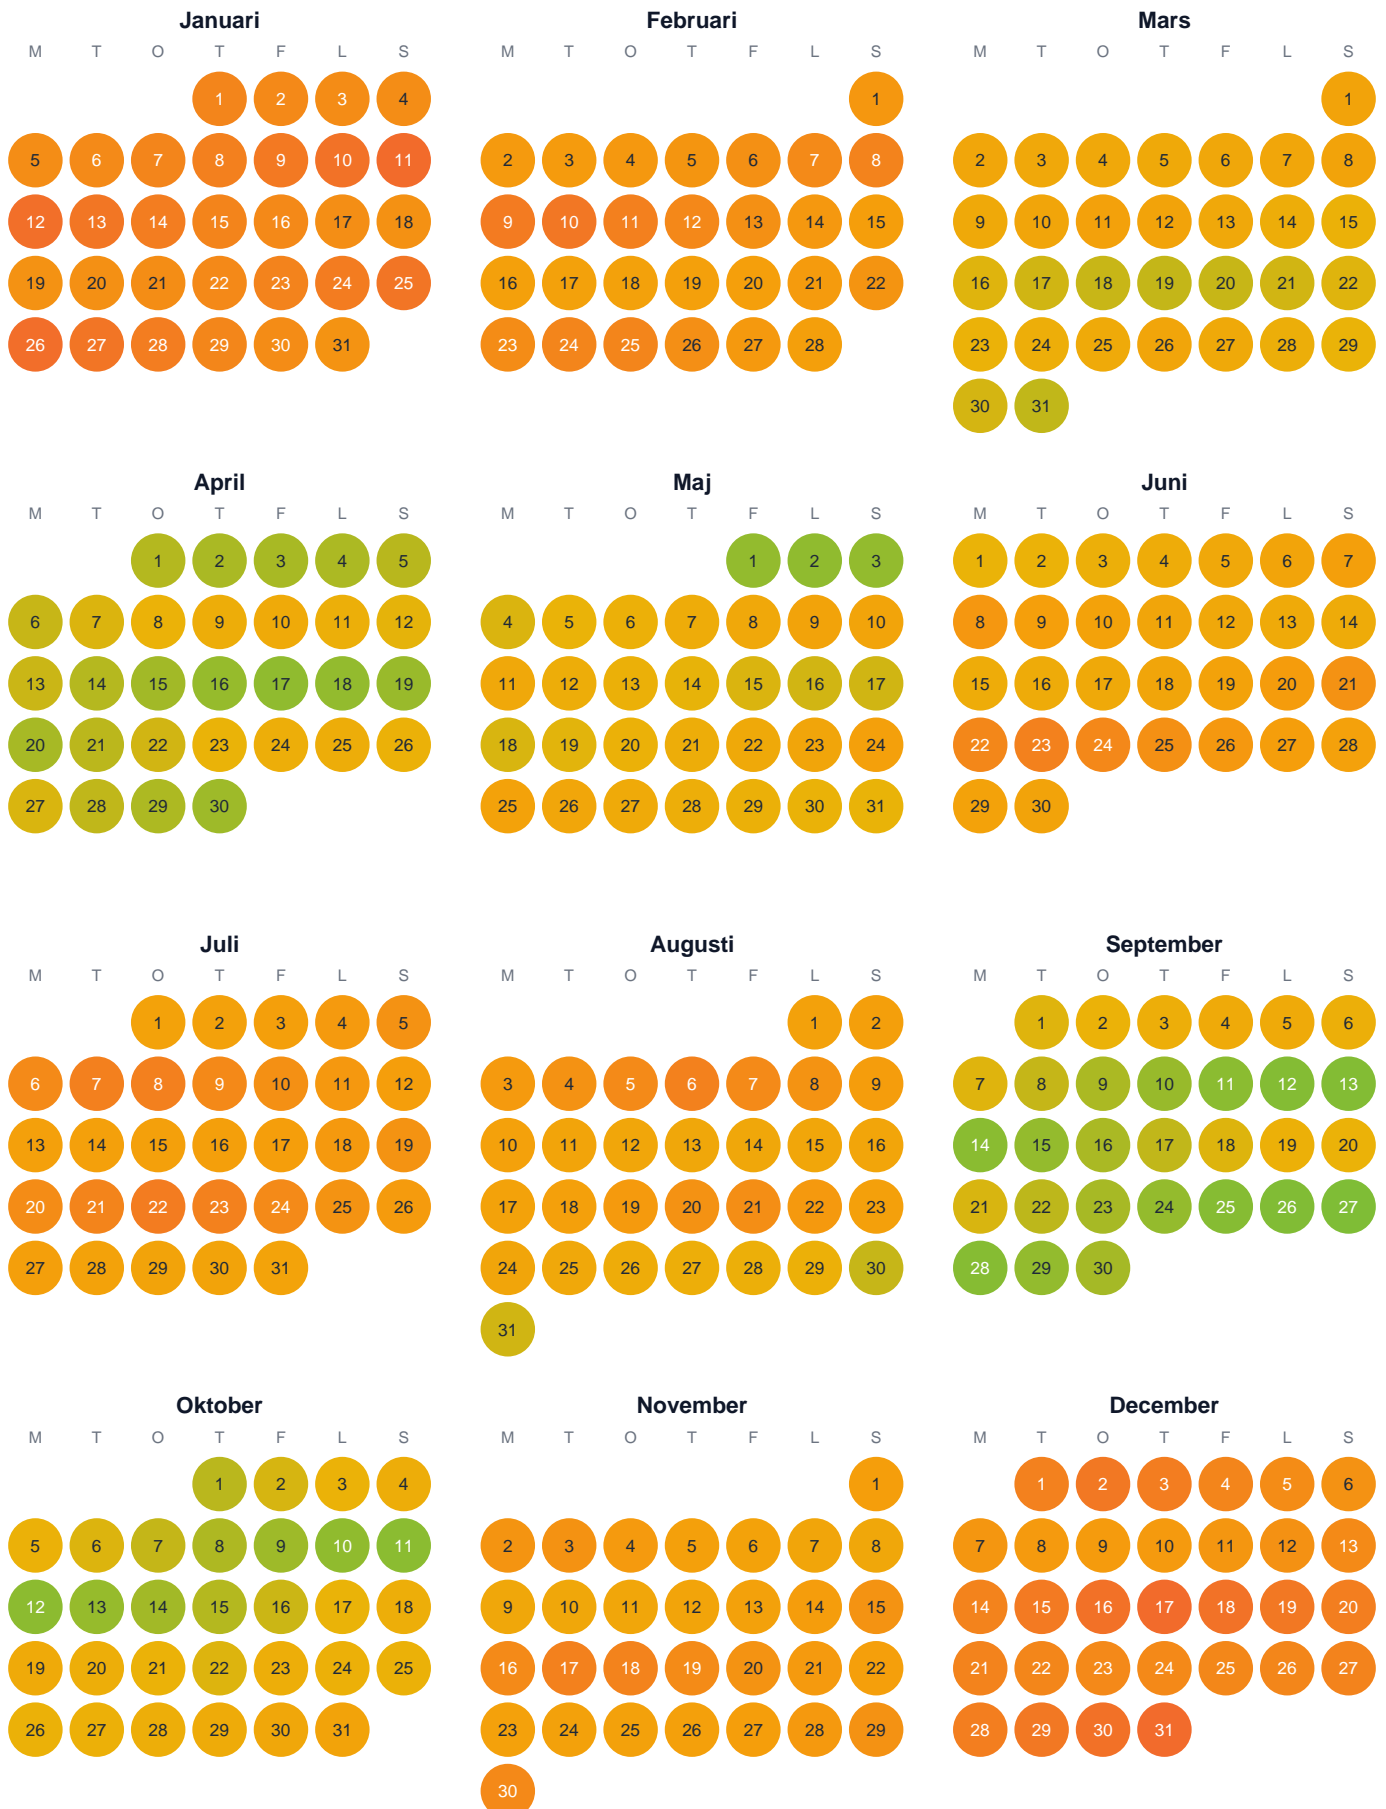 Januari Februari Mars
M T O T F L S M T O T F L S M T O T F L S
1 2 3 4 1 1
5 6 7 8 9 10 11 2 3 4 5 6 7 8 2 3 4 5 6 7 8
12 13 14 15 16 17 18 9 10 11 12 13 14 15 9 10 11 12 13 14 15
19 20 21 22 23 24 25 16 17 18 19 20 21 22 16 17 18 19 20 21 22
26 27 28 29 30 31 23 24 25 26 27 28 23 24 25 26 27 28 29
30 31
April Maj Juni
M T O T F L S M T O T F L S M T O T F L S
1 2 3 4 5 1 2 3 1 2 3 4 5 6 7
6 7 8 9 10 11 12 4 5 6 7 8 9 10 8 9 10 11 12 13 14
13 14 15 16 17 18 19 11 12 13 14 15 16 17 15 16 17 18 19 20 21
20 21 22 23 24 25 26 18 19 20 21 22 23 24 22 23 24 25 26 27 28
27 28 29 30 25 26 27 28 29 30 31 29 30
Juli Augusti September
M T O T F L S M T O T F L S M T O T F L S
1 2 3 4 5 1 2 1 2 3 4 5 6
6 7 8 9 10 11 12 3 4 5 6 7 8 9 7 8 9 10 11 12 13
13 14 15 16 17 18 19 10 11 12 13 14 15 16 14 15 16 17 18 19 20
20 21 22 23 24 25 26 17 18 19 20 21 22 23 21 22 23 24 25 26 27
27 28 29 30 31 24 25 26 27 28 29 30 28 29 30
31
Oktober November December
M T O T F L S M T O T F L S M T O T F L S
1 2 3 4 1 1 2 3 4 5 6
5 6 7 8 9 10 11 2 3 4 5 6 7 8 7 8 9 10 11 12 13
12 13 14 15 16 17 18 9 10 11 12 13 14 15 14 15 16 17 18 19 20
19 20 21 22 23 24 25 16 17 18 19 20 21 22 21 22 23 24 25 26 27
26 27 28 29 30 31 23 24 25 26 27 28 29 28 29 30 31
30